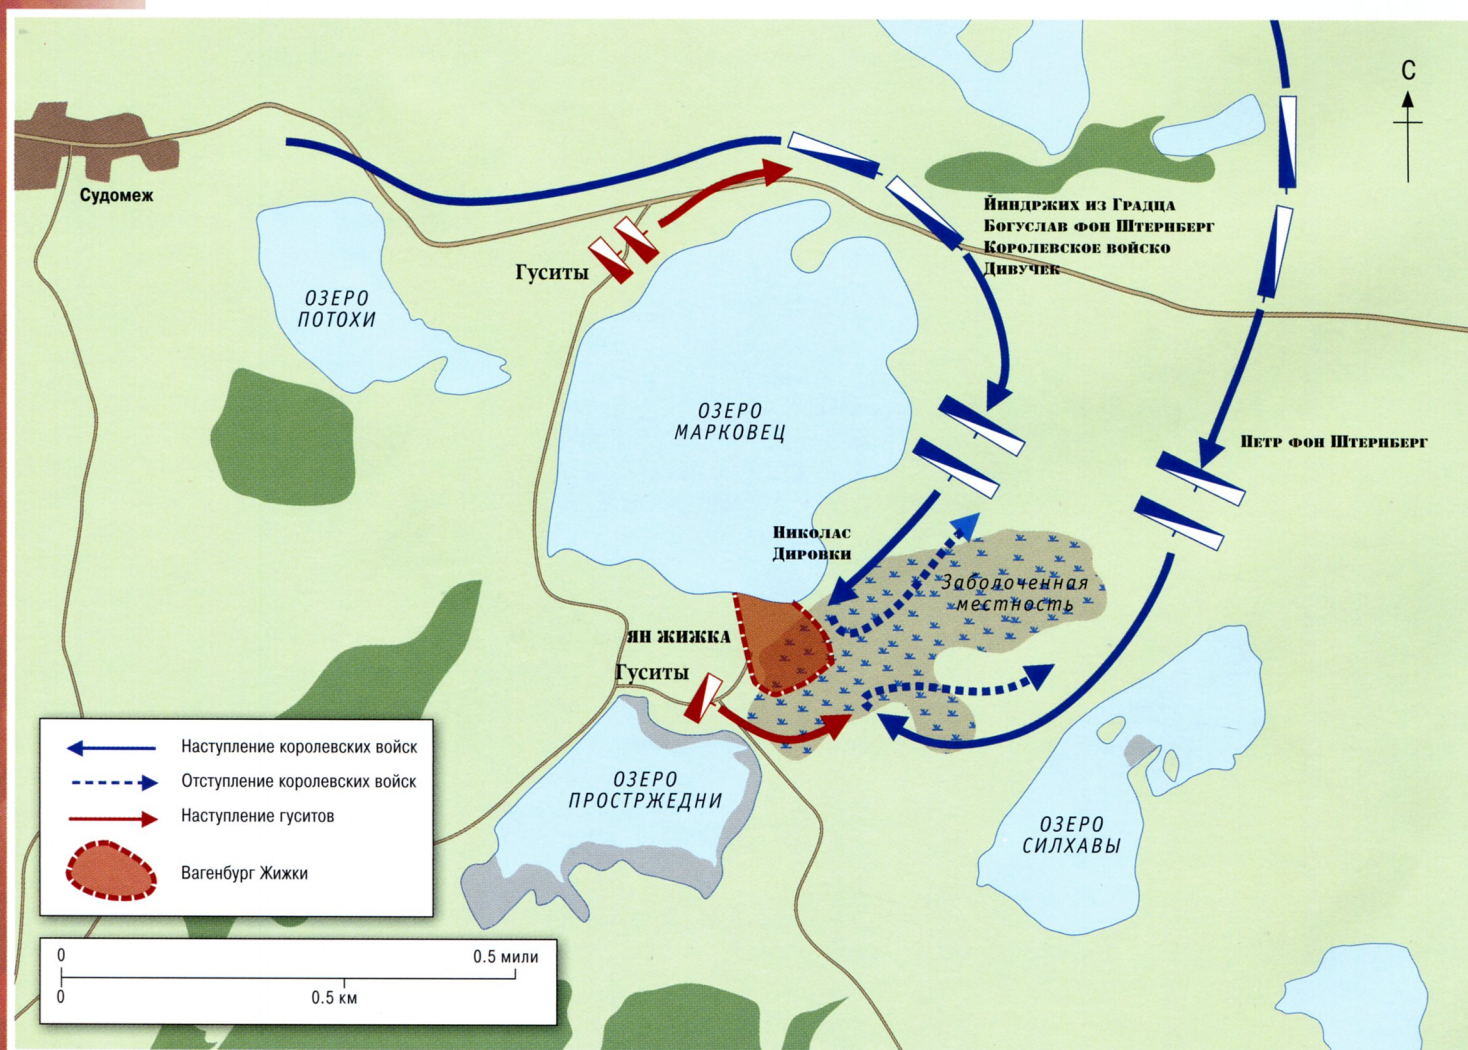 С
Судомеж
Йиндржих из Градца
Богуслав фон Штернберг
Королевское войско
Дивучек
Гуситы
ОЗЕРО
ПОТОХИ
ОЗЕРО
МАРКОВЕЦ
Петр фон Штернберг
Николас
Дировки
Заболоченная
местность
ЯН ЖИЖКА
Гуситы
ОЗЕРО
ПРОСТРЖЕДНИ
ОЗЕРО
СИЛХАВЫ
Наступление королевских войск
Отступление королевских войск
Наступление гуситов
Вагенбург Жижки
0 0.5 мили
0 0.5 км